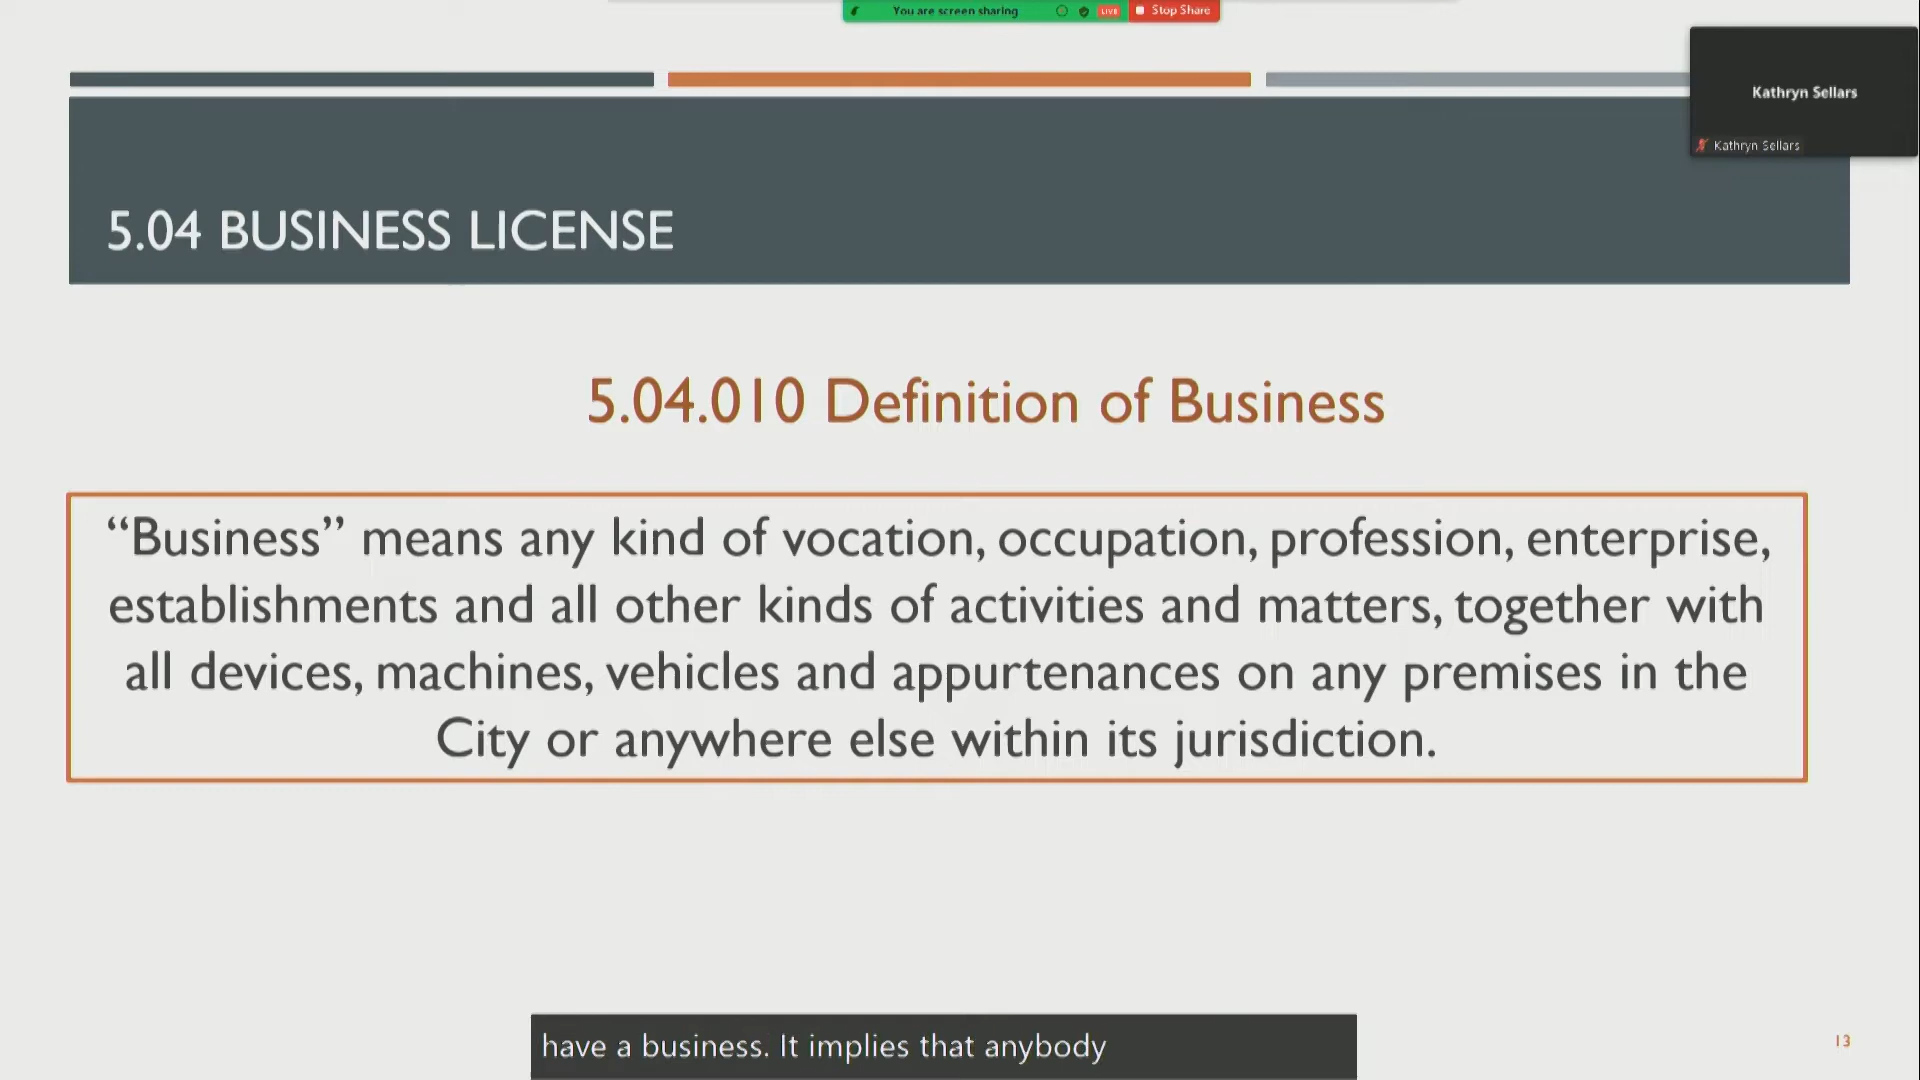 You are screen sharing
LIVE
Stop Share
Kathryn Sellars
Kathryn Sellars
5.04 BUSINESS LICENSE
5.04.010 Definition of Business
“Business” means any kind of vocation, occupation, profession, enterprise,
establishments and all other kinds of activities and matters, together with
all devices, machines, vehicles and appurtenances on any premises in the
City or anywhere else within its jurisdiction.
have a business. It implies that anybody
13